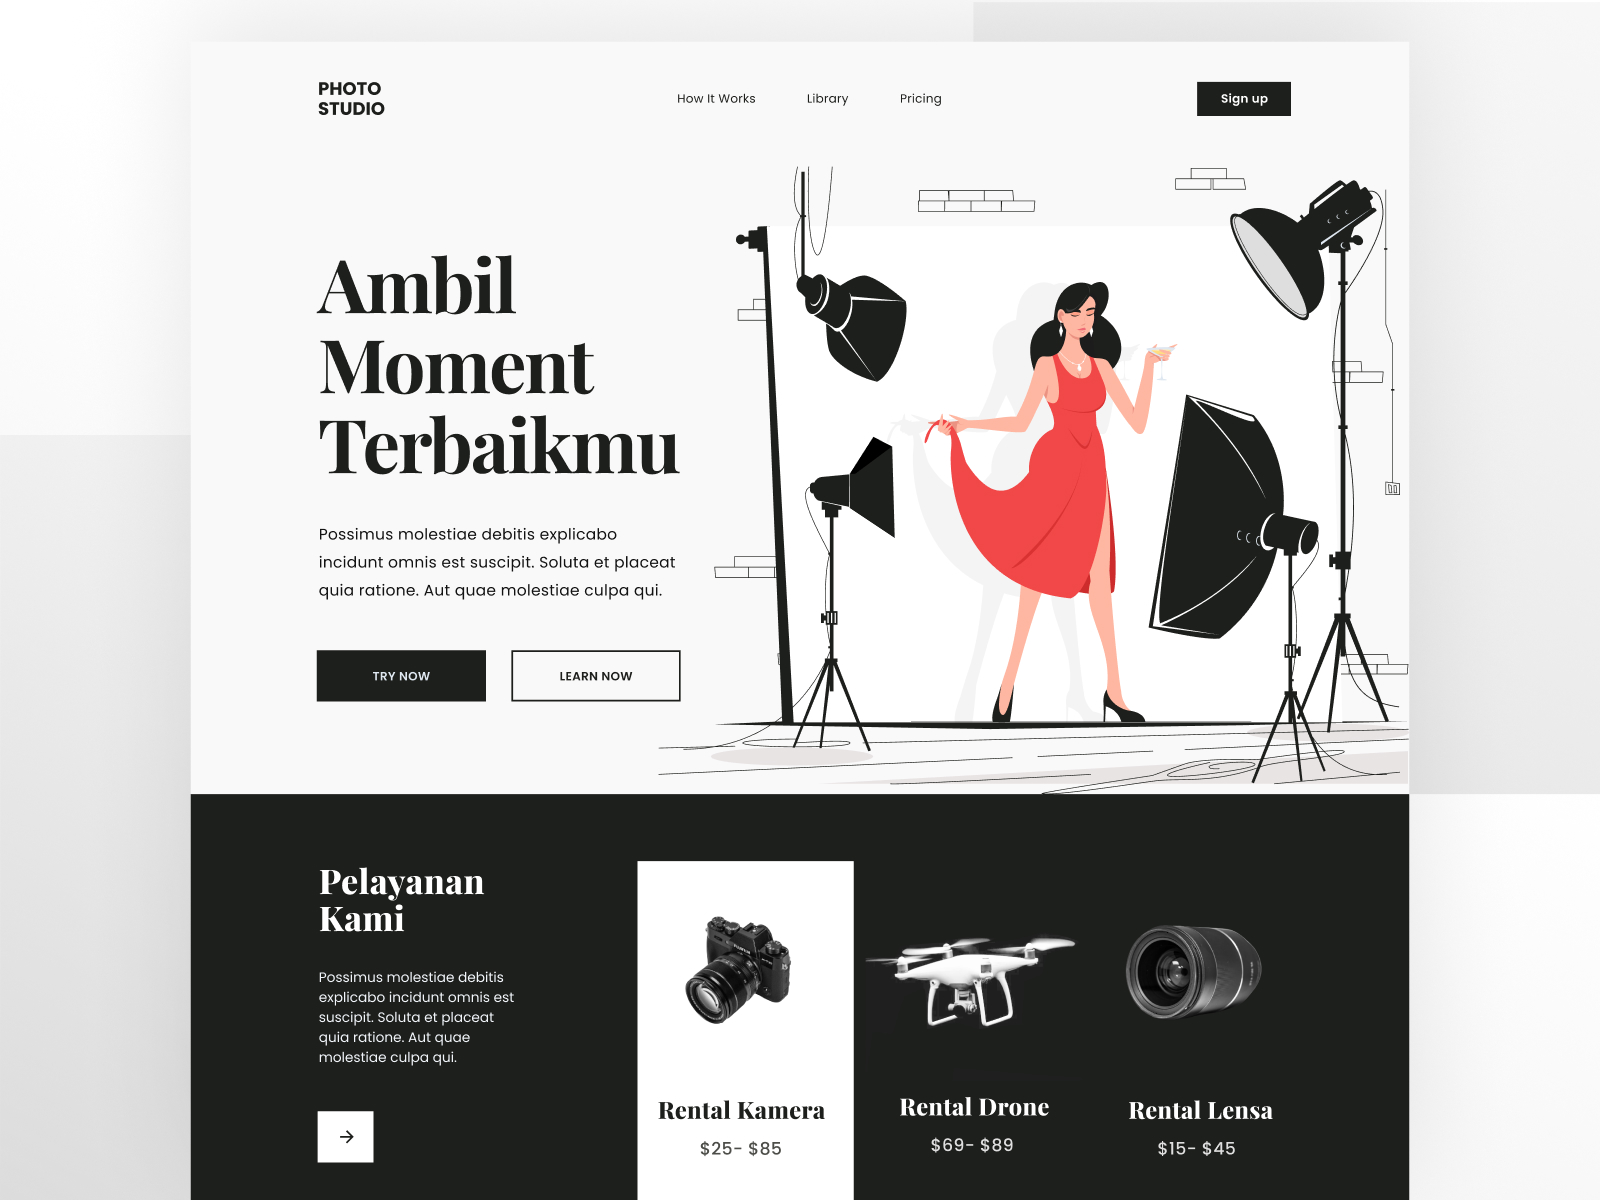 PHOTO
STUDIO
How It Works
Library
Pricing
Sign up
Ambil
Moment
Terbaikmu
Possimus molestiae debitis explicabo
incidunt omnis est suscipit. Soluta et placeat
quia ratione. Aut quae molestiae culpa qui.
TRY NOW
LEARN NOW
Pelayanan
Kami
Possimus molestiae debitis
explicabo incidunt omnis est
suscipit. Soluta et placeat
quia ratione. Aut quae
molestiae culpa qui.
Rental Kamera
$25- $85
Rental Drone
$69- $89
Rental Lensa
$15- $45